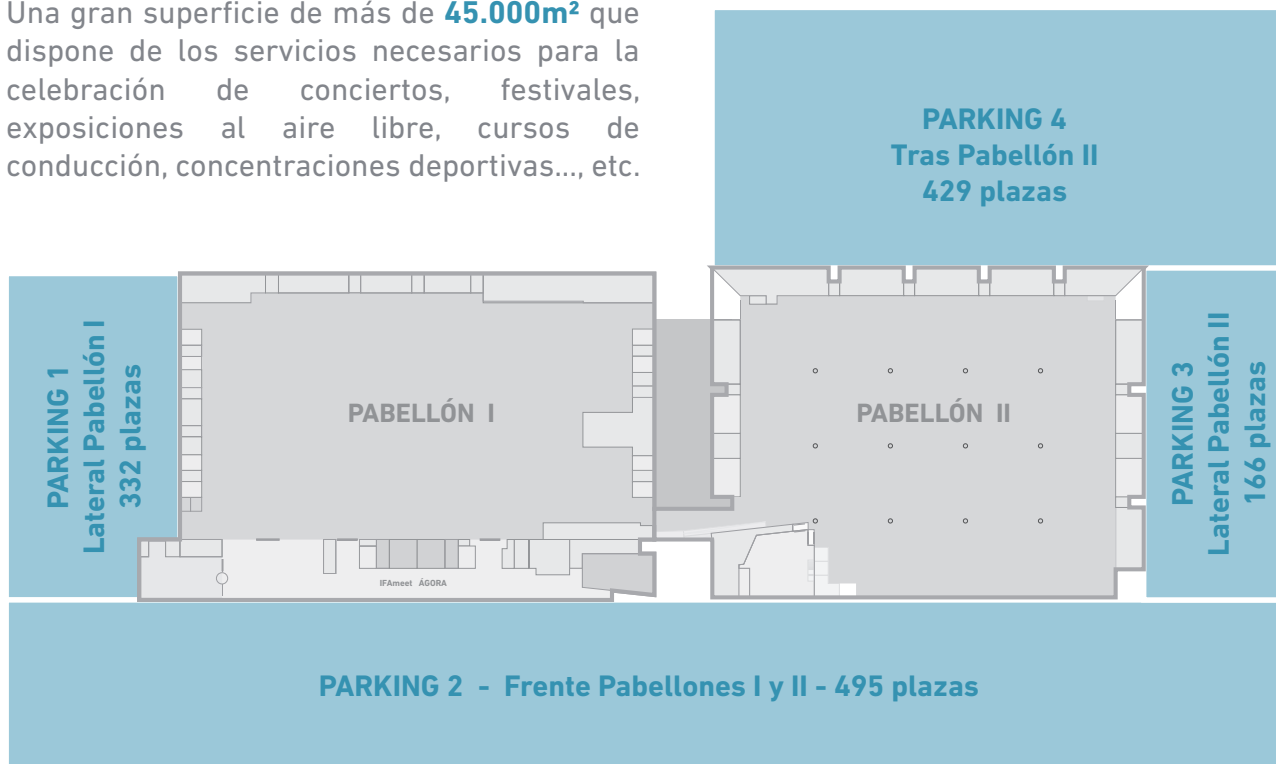 Una gran superficie de más de 45.000m² que
dispone de los servicios necesarios para la
celebración de conciertos, festivales,
exposiciones al aire libre, cursos de
conducción, concentraciones deportivas..., etc.
PARKING 4
Tras Pabellón II
429 plazas
PARKING 1
Lateral Pabellón I
332 plazas
PABELLÓN I
PABELLÓN II
PARKING 3
Lateral Pabellón II
166 plazas
IFAmeet ÁGORA
PARKING 2 - Frente Pabellones I y II - 495 plazas